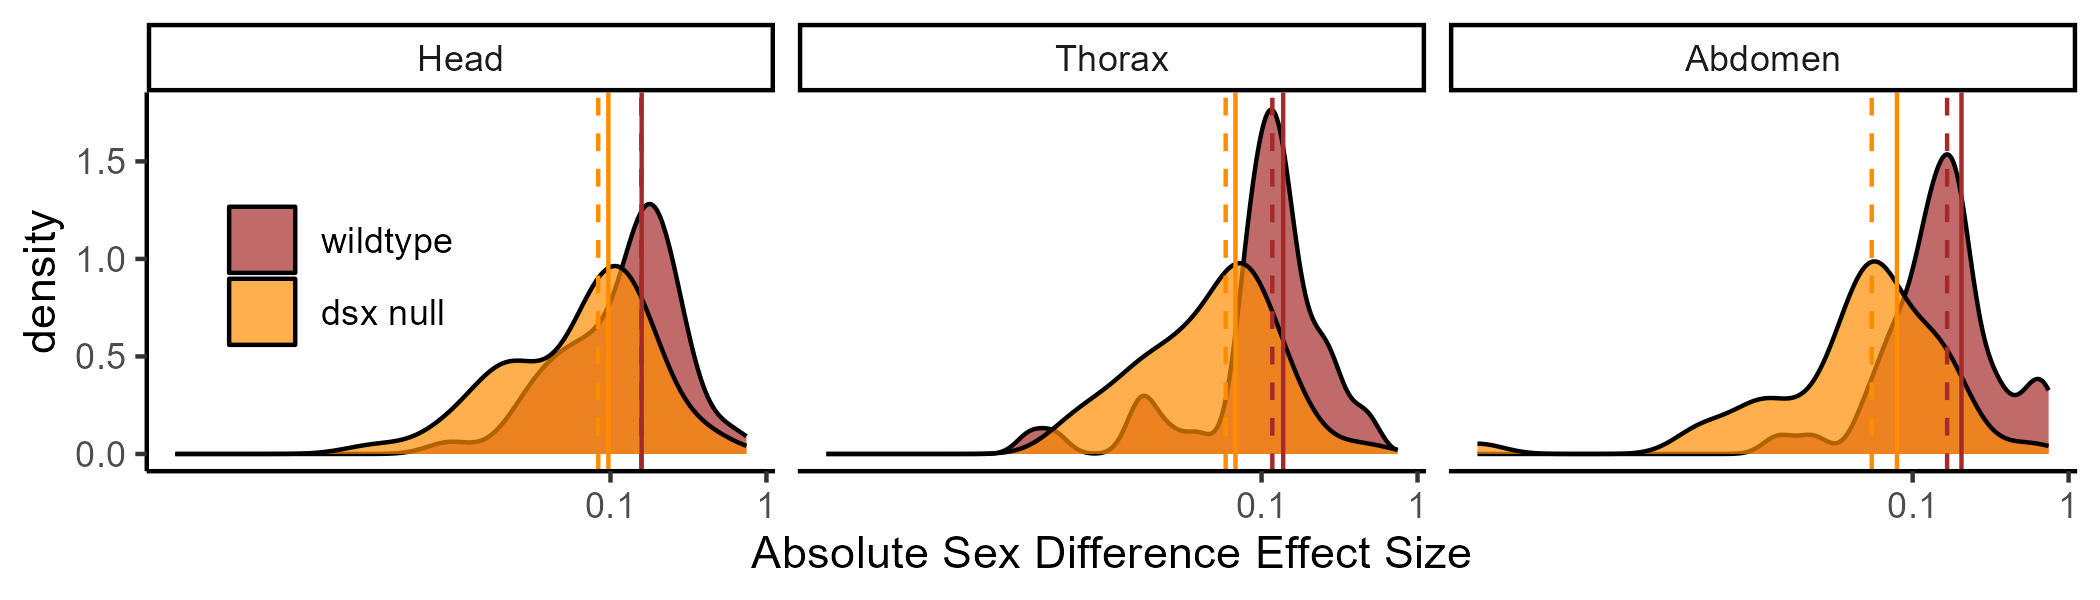 Head
Thorax
Abdomen
density
1.5
1.0
0.5
0.0
wildtype
dsx null
0.1 1
0.1 1
0.1 1
Absolute Sex Difference Effect Size